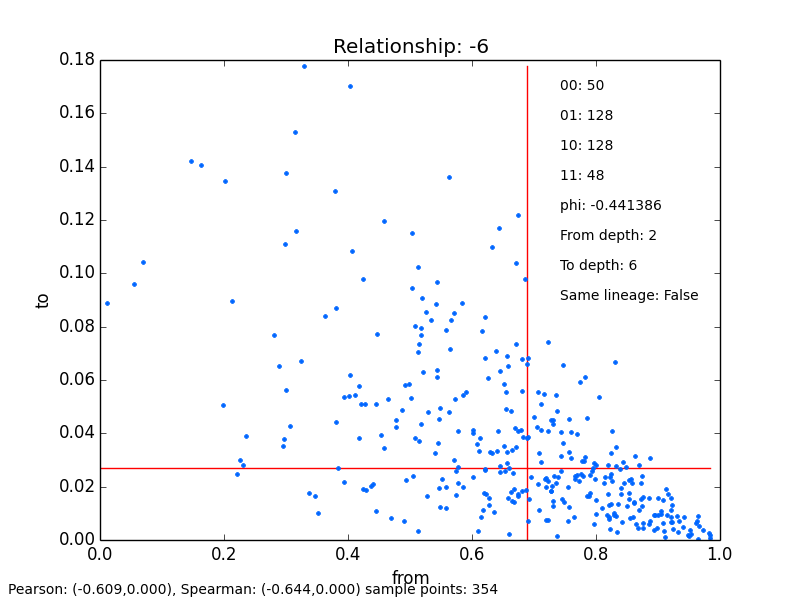 Relationship: -6
0.18
0.16
0.14
0.12
0.10
0.08
0.06
0.04
0.02
0.00
to
00: 50
01: 128
10: 128
11: 48
phi: -0.441386
From depth: 2
To depth: 6
Same lineage: False
0.0 0.2 0.4 0.6 0.8 1.0
from
Pearson: (-0.609,0.000), Spearman: (-0.644,0.000) sample points: 354